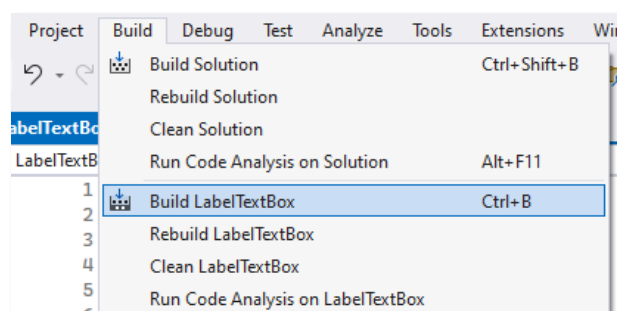 Project Build Debug Test Analyze Tools Extensions
Build Solution Ctrl+Shift+B
Rebuild Solution
Clean Solution
Run Code Analysis on Solution Alt+F11
1
Build LabelTextBox Ctrl+B
2
Rebuild LabelTextBox
3
Clean LabelTextBox
4
Run Code Analysis on LabelTextBox
5